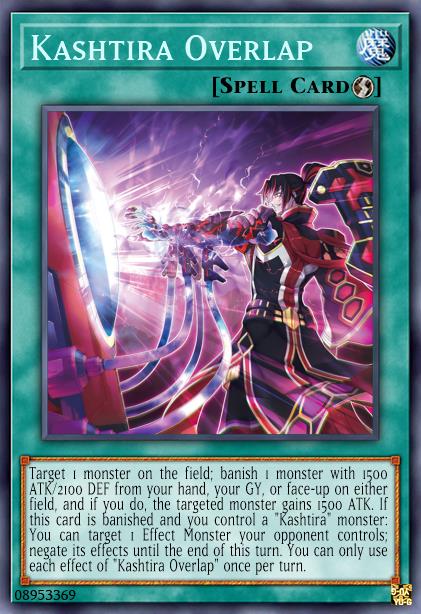 Kashtira Overlap
魔
[Spell Card]
Target 1 monster on the field; banish 1 monster with 1500
ATK/2100 DEF from your hand, your GY, or face-up on either
field, and if you do, the targeted monster gains 1500 ATK. If
this card is banished and you control a "Kashtira" monster:
You can target 1 Effect Monster your opponent controls;
negate its effects until the end of this turn. You can only use
each effect of "Kashtira Overlap" once per turn.
08953369